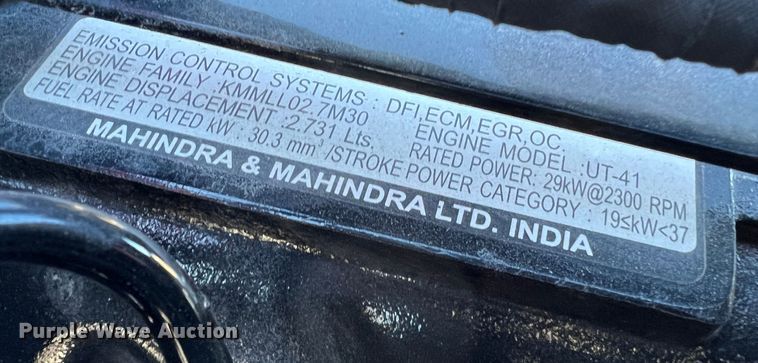 EMISSION CONTROL SYSTEMS : DFI,ECM,EGR,OC.
ENGINE FAMILY :KMMLL02.7M30 ENGINE MODEL :UT-41
ENGINE DISPLACEMENT :2.731 Lts. RATED POWER: 29kW@2300 RPM
FUEL RATE AT RATED kW : 30.3 mm³/STROKE POWER CATEGORY : 19≤kW<37
MAHINDRA & MAHINDRA LTD. INDIA
Purple Wave Auction